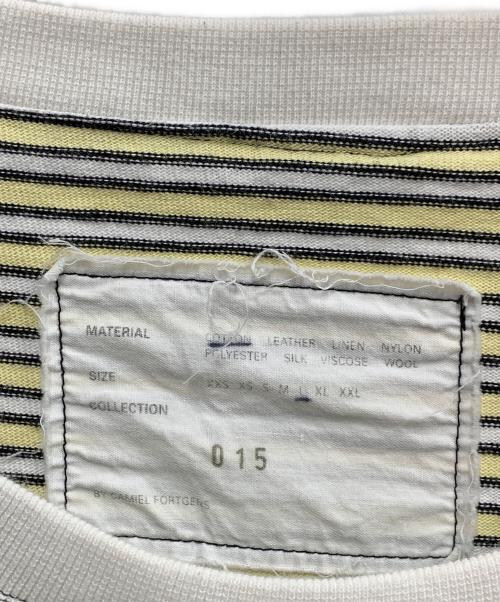 MATERIAL COTTON LEATHER LINEN NYLON
POLYESTER SILK VISCOSE WOOL
SIZE XXS XS S M L XL XXL
COLLECTION
015
BY CAMIEL FORTGENS